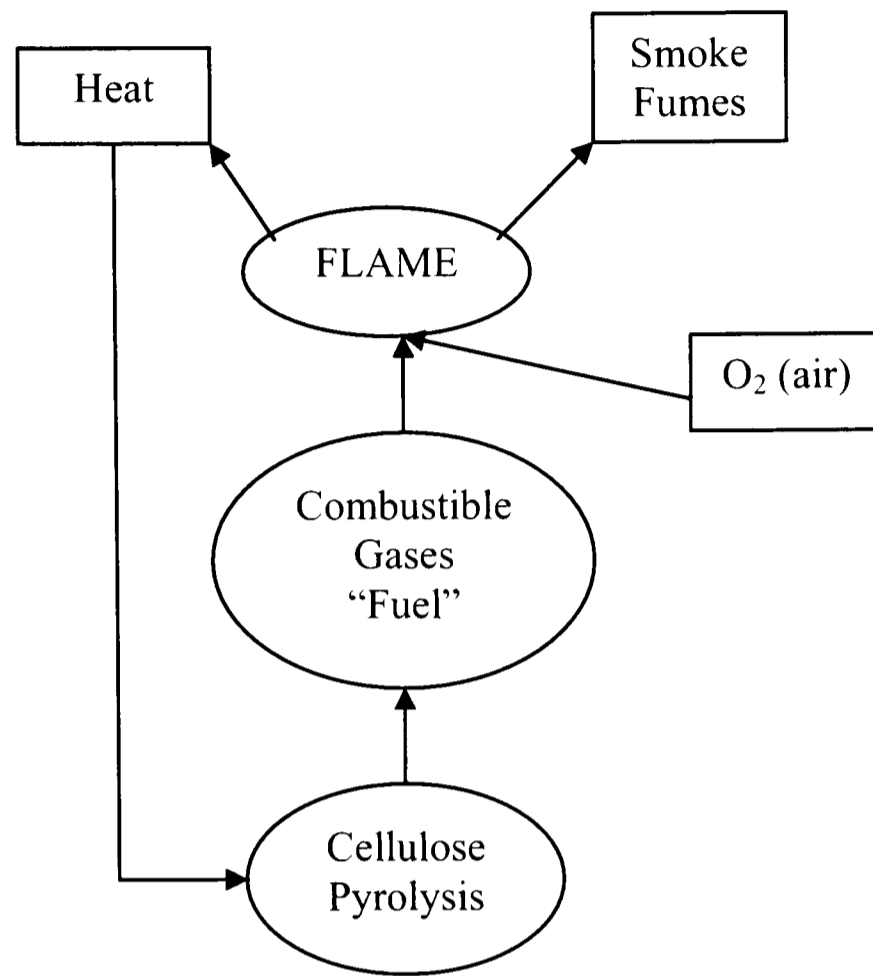 Heat
Smoke
Fumes
FLAME
O₂ (air)
Combustible
Gases
“Fuel”
Cellulose
Pyrolysis